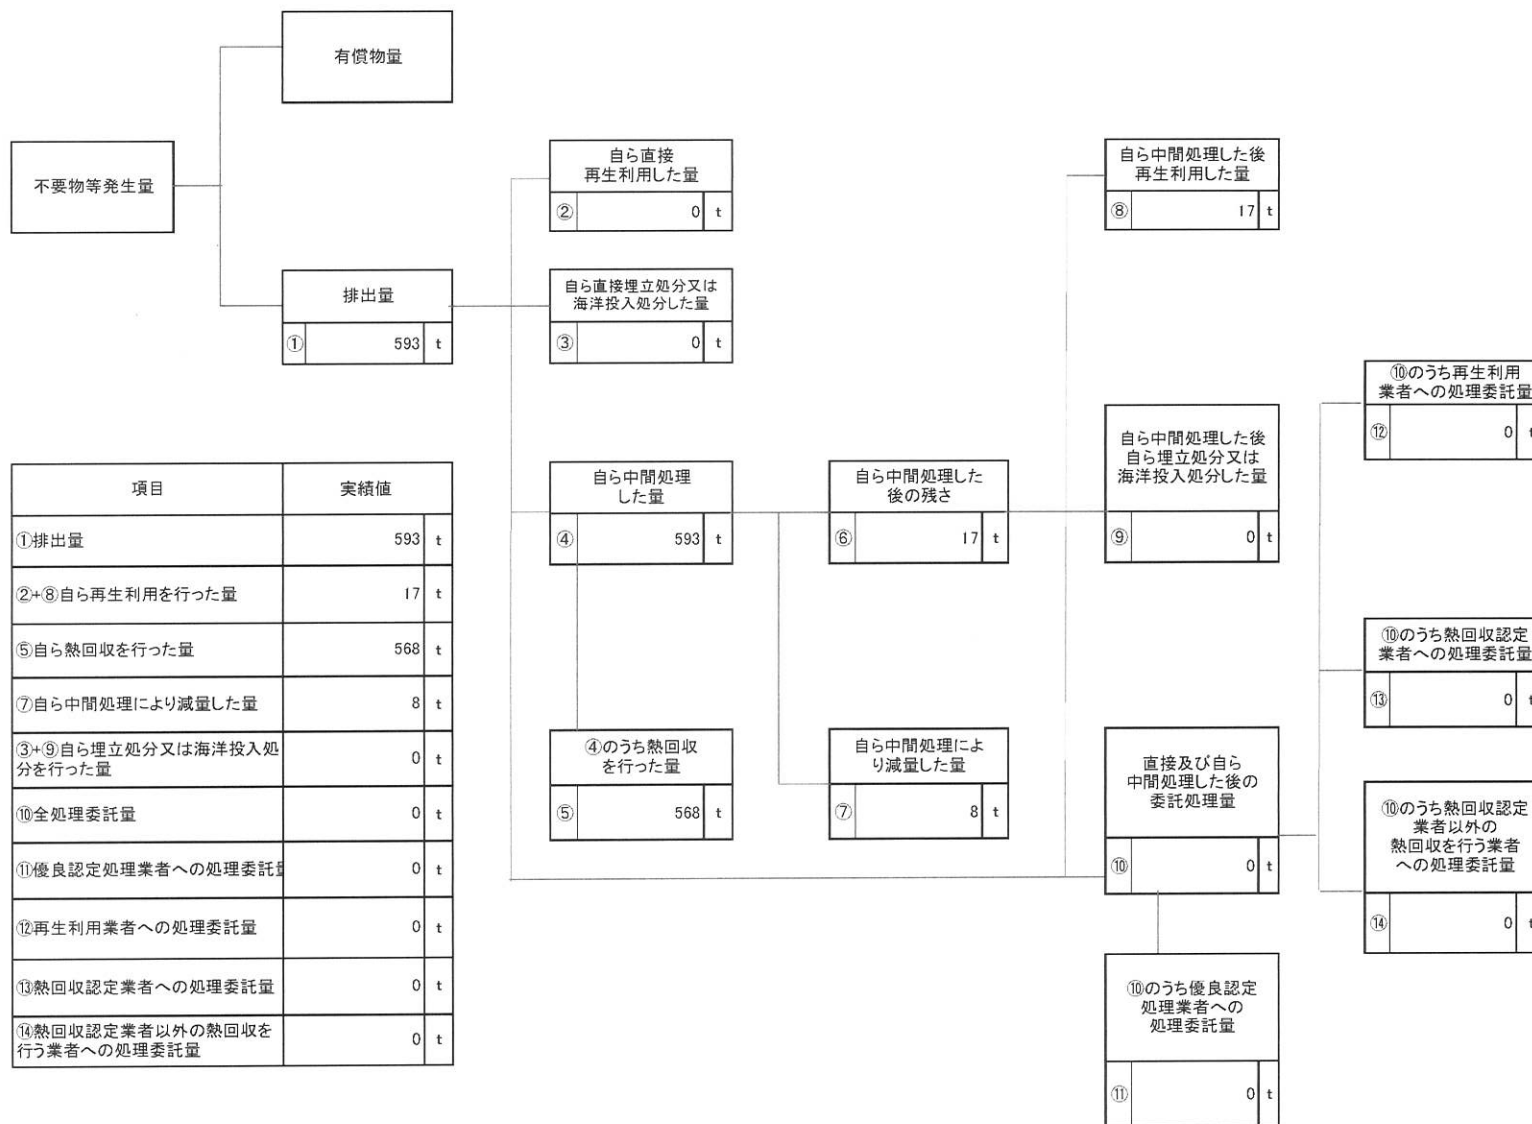 有償物量
不要物等発生量
排出量
① 593 t
自ら直接
再生利用した量
② 0 t
自ら直接埋立処分又は
海洋投入処分した量
③ 0 t
自ら中間処理
した量
④ 593 t
④のうち熱回収
を行った量
⑤ 568 t
自ら中間処理した
後の残さ
⑥ 17 t
自ら中間処理によ
り減量した量
⑦ 8 t
自ら中間処理した後
再生利用した量
⑧ 17 t
自ら中間処理した後
自ら埋立処分又は
海洋投入処分した量
⑨ 0 t
直接及び自ら
中間処理した後の
委託処理量
⑩ 0 t
⑩のうち優良認定
処理業者への
処理委託量
⑪ 0 t
⑩のうち再生利用
業者への処理委託量
⑫ 0 t
⑩のうち熱回収認定
業者への処理委託量
⑬ 0 t
⑩のうち熱回収認定
業者以外の
熱回収を行う業者
への処理委託量
⑭ 0 t
項目 実績値
①排出量 593 t
②+⑧自ら再生利用を行った量 17 t
⑤自ら熱回収を行った量 568 t
⑦自ら中間処理により減量した量 8 t
③+⑨自ら埋立処分又は海洋投入処
分を行った量 0 t
⑩全処理委託量 0 t
⑪優良認定処理業者への処理委託量 0 t
⑫再生利用業者への処理委託量 0 t
⑬熱回収認定業者への処理委託量 0 t
⑭熱回収認定業者以外の熱回収を
行う業者への処理委託量 0 t